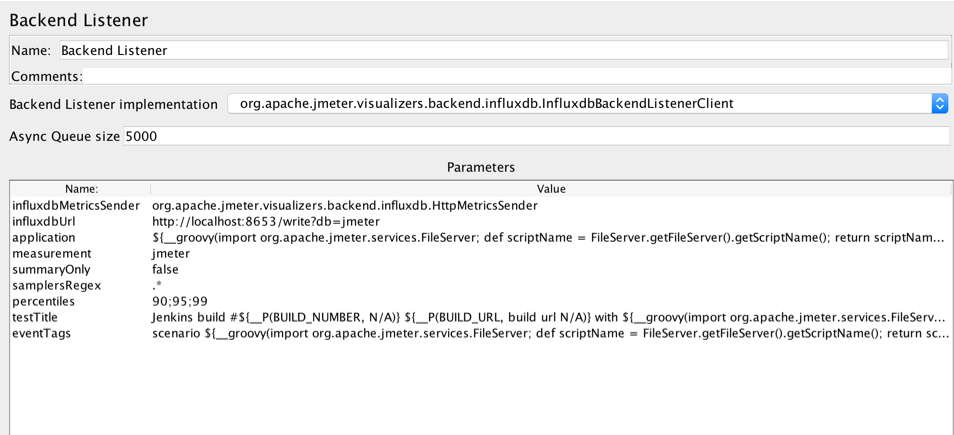 Backend Listener
Name: Backend Listener
Comments:
Backend Listener implementation org.apache.jmeter.visualizers.backend.influxdb.InfluxdbBackendListenerClient
Async Queue size 5000
Parameters
Name: Value
influxdbMetricsSender org.apache.jmeter.visualizers.backend.influxdb.HttpMetricsSender
influxdbUrl http://localhost:8653/write?db=jmeter
application ${__groovy(import org.apache.jmeter.services.FileServer; def scriptName = FileServer.getFileServer().getScriptName(); return scriptNam...
measurement jmeter
summaryOnly false
samplersRegex .*
percentiles 90;95;99
testTitle Jenkins build #${__P(BUILD_NUMBER, N/A)} ${__P(BUILD_URL, build url N/A)} with ${__groovy(import org.apache.jmeter.services.FileServ...
eventTags scenario ${__groovy(import org.apache.jmeter.services.FileServer; def scriptName = FileServer.getFileServer().getScriptName(); return sc...